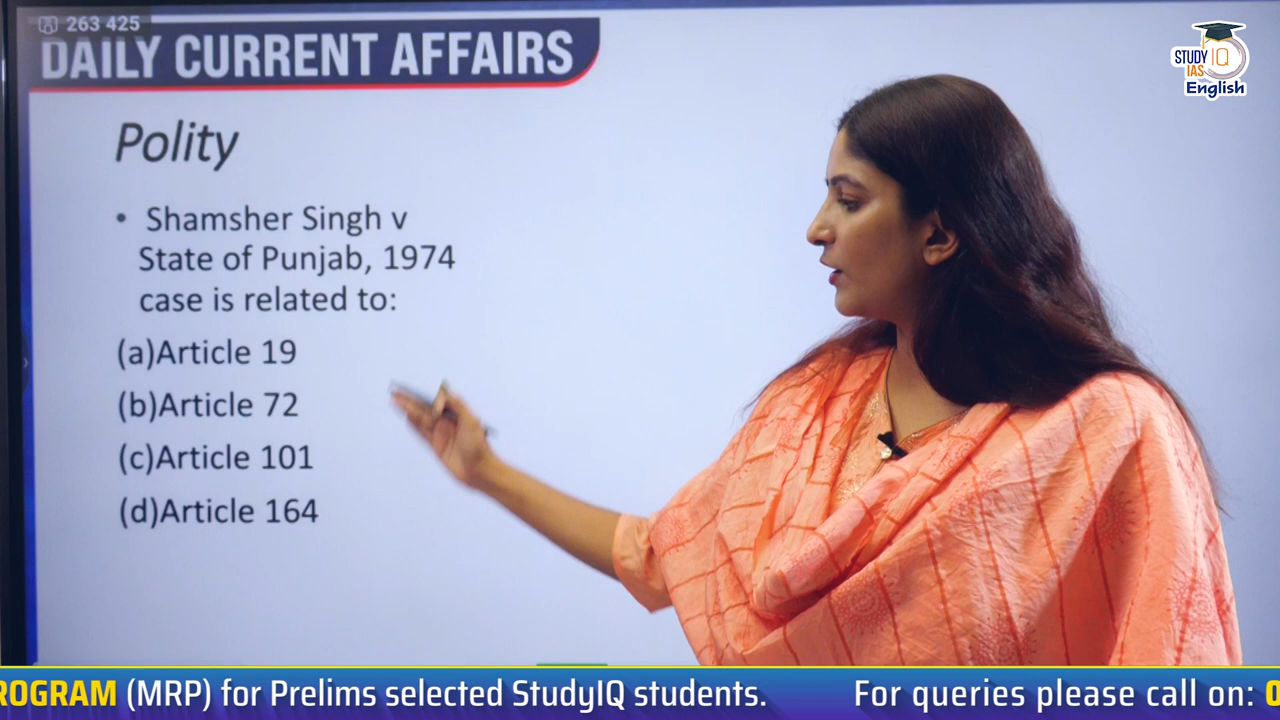 263 425
DAILY CURRENT AFFAIRS
STUDY IQ
IAS
English
Polity
• Shamsher Singh v
State of Punjab, 1974
case is related to:
(a)Article 19
(b)Article 72
(c)Article 101
(d)Article 164
(MRP) for Prelims selected StudyIQ students. For queries please call on: